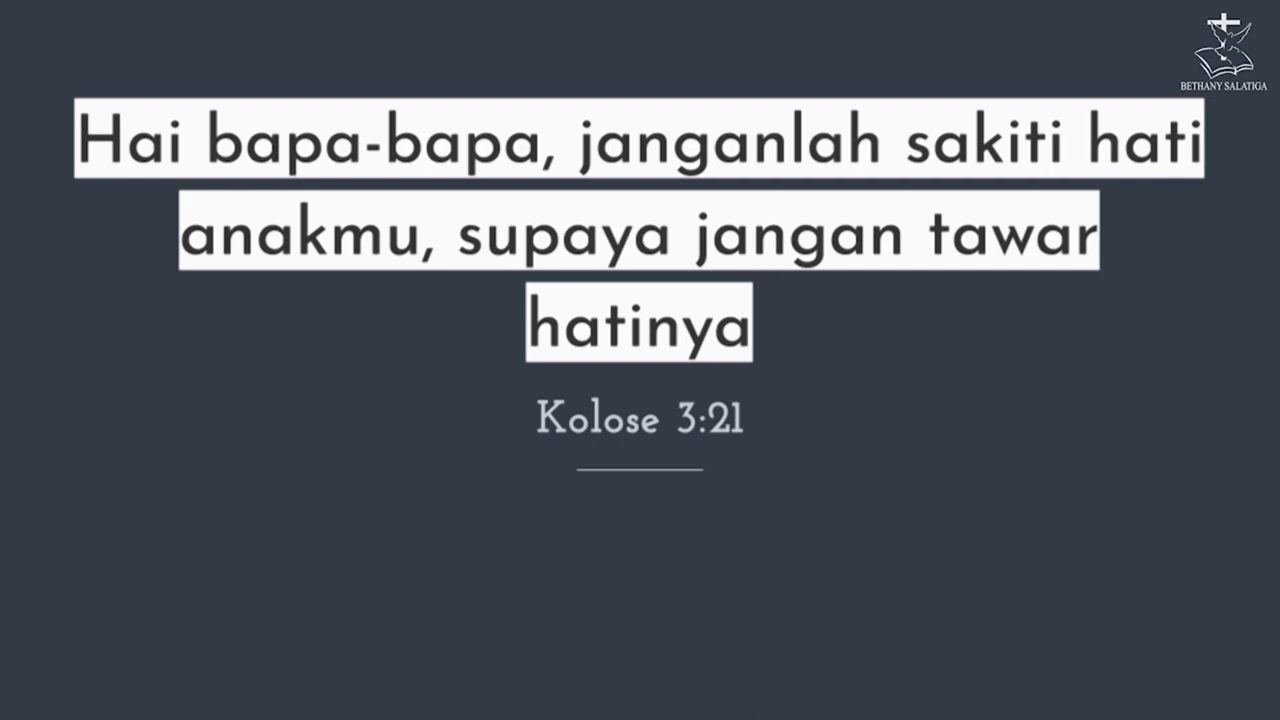 BETHANY SALATIGA
Hai bapa-bapa, janganlah sakiti hati
anakmu, supaya jangan tawar
hatinya
Kolose 3:21